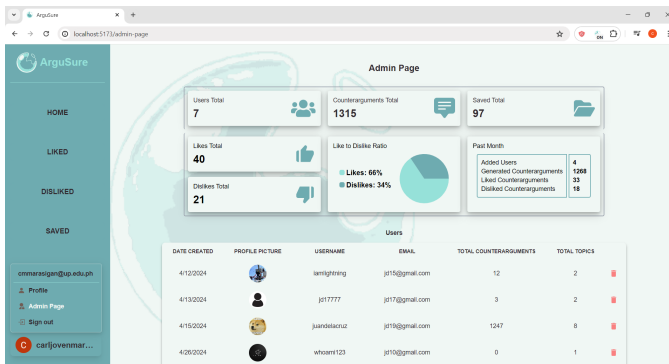 ArguSure
localhost:5173/admin-page
ArguSure
HOME
LIKED
DISLIKED
SAVED
cmmarasigan@up.edu.ph
Profile
Admin Page
Sign out
C carljovenmar...
Admin Page
Users Total
7
Counterarguments Total
1315
Saved Total
97
Likes Total
40
Dislikes Total
21
Like to Dislike Ratio
Likes: 66%
Dislikes: 34%
Past Month
Added Users 4
Generated Counterarguments 1268
Liked Counterarguments 33
Disliked Counterarguments 18
Users
DATE CREATED PROFILE PICTURE USERNAME EMAIL TOTAL COUNTERARGUMENTS TOTAL TOPICS
4/12/2024 iamlightning jd15@gmail.com 12 2
4/13/2024 jd17777 jd17@gmail.com 3 2
4/15/2024 juandelacruz jd19@gmail.com 1247 8
4/26/2024 whoami123 jd10@gmail.com 0 1